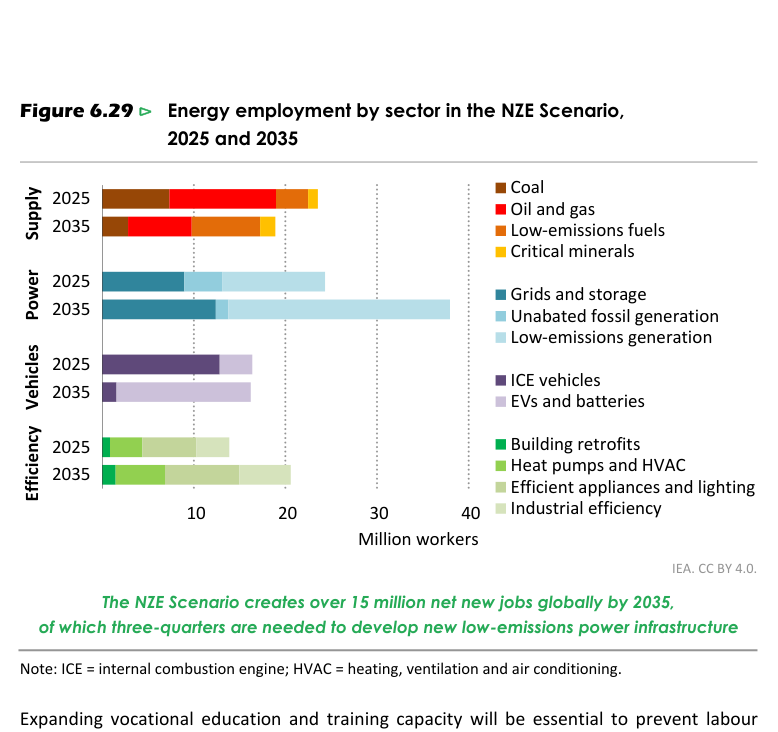 Figure 6.29 ▻ Energy employment by sector in the NZE Scenario,
2025 and 2035
Supply
2025
2035
Power
2025
2035
Vehicles
2025
2035
Efficiency
2025
2035
10 20 30 40
Million workers
Coal
Oil and gas
Low-emissions fuels
Critical minerals
Grids and storage
Unabated fossil generation
Low-emissions generation
ICE vehicles
EVs and batteries
Building retrofits
Heat pumps and HVAC
Efficient appliances and lighting
Industrial efficiency
IEA. CC BY 4.0.
The NZE Scenario creates over 15 million net new jobs globally by 2035,
of which three-quarters are needed to develop new low-emissions power infrastructure
Note: ICE = internal combustion engine; HVAC = heating, ventilation and air conditioning.
Expanding vocational education and training capacity will be essential to prevent labour